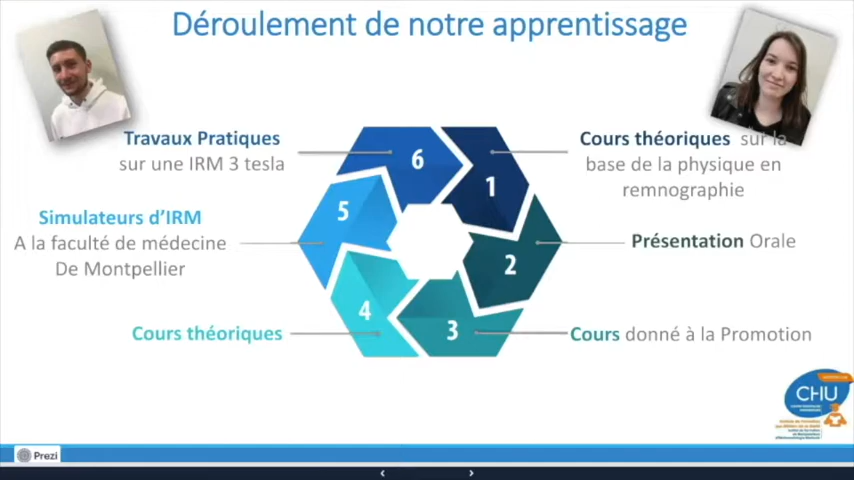 Déroulement de notre apprentissage
Travaux Pratiques
sur une IRM 3 tesla
Cours théoriques sur la
base de la physique en
remnographie
6
1
5
2
4
3
Simulateurs d'IRM
A la faculté de médecine
De Montpellier
Présentation Orale
Cours théoriques
Cours donné à la Promotion
CHU
Prezi